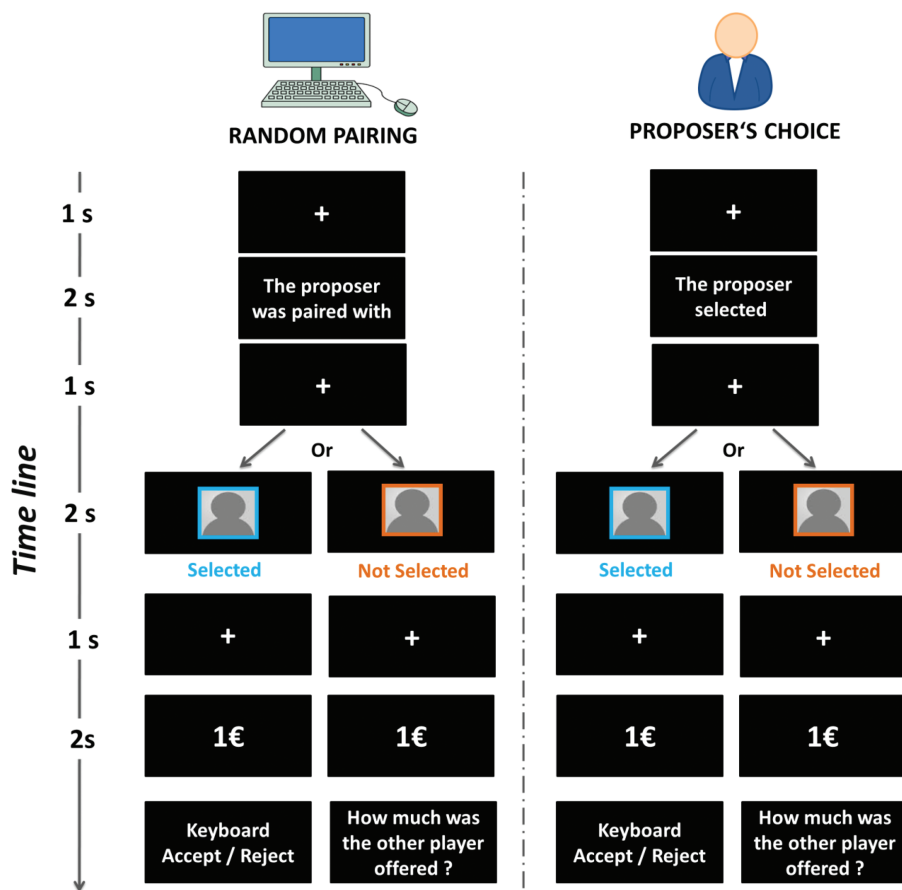 RANDOM PAIRING
PROPOSER'S CHOICE
Time line
1 s
+
+
2 s
The proposer
was paired with
The proposer
selected
1 s
+
+
Or
Or
2 s
Selected
Not Selected
Selected
Not Selected
1 s
+
+
+
+
2s
1€
1€
1€
1€
Keyboard
Accept / Reject
How much was
the other player
offered ?
Keyboard
Accept / Reject
How much was
the other player
offered ?